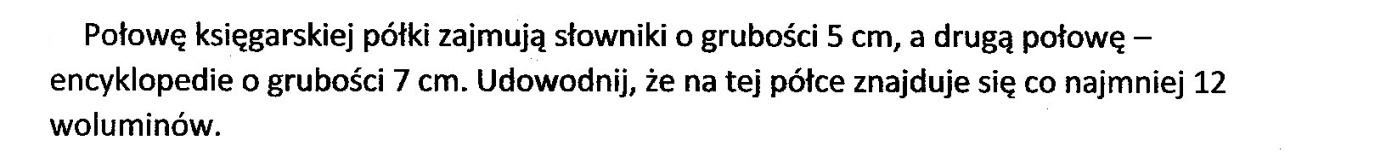 Połowę księgarskiej półki zajmują słowniki o grubości 5 cm, a drugą połowę –
encyklopedie o grubości 7 cm. Udowodnij, że na tej półce znajduje się co najmniej 12
woluminów.